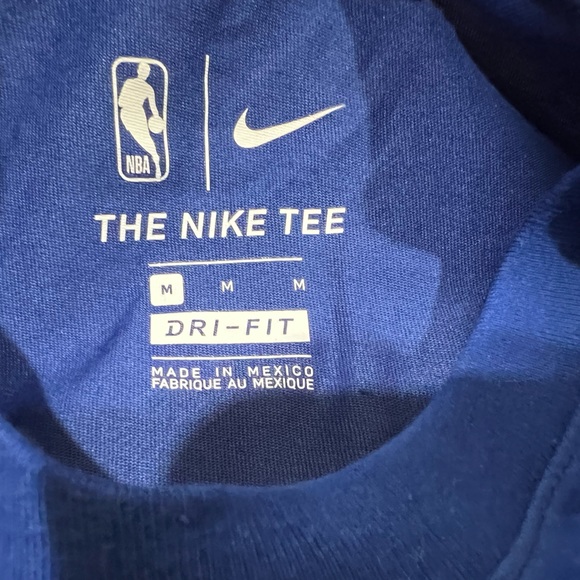 NBA
THE NIKE TEE
M M M
DRI-FIT
MADE IN MEXICO
FABRIQUE AU MEXIQUE